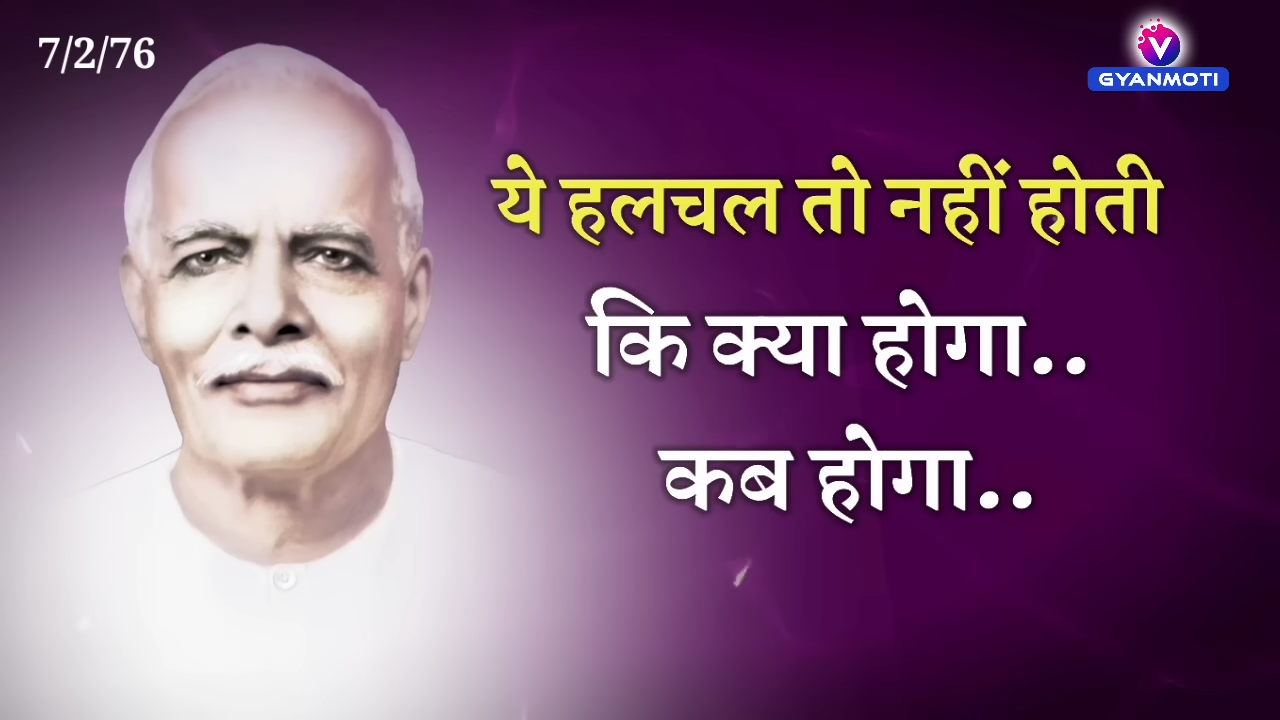 7/2/76
V
GYANMOTI
ये हलचल तो नहीं होती
कि क्या होगा..
कब होगा..